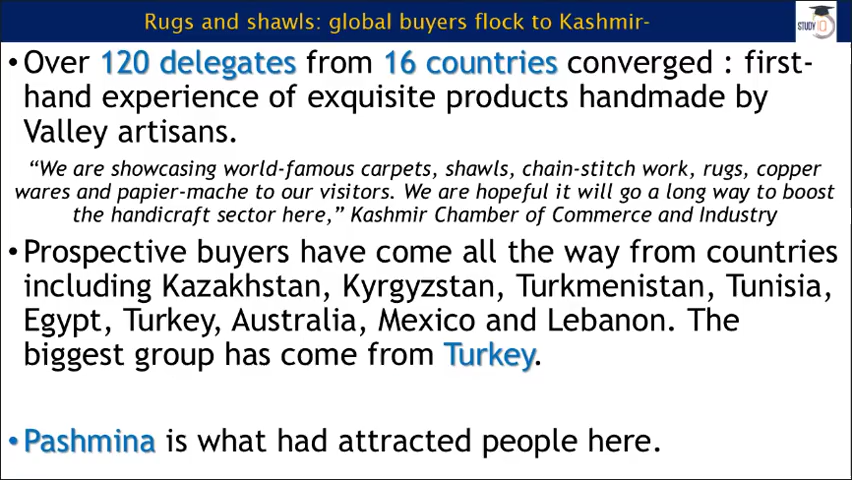 Rugs and shawls: global buyers flock to Kashmir-
STUDY IQ
•Over 120 delegates from 16 countries converged : first-
hand experience of exquisite products handmade by
Valley artisans.
“We are showcasing world-famous carpets, shawls, chain-stitch work, rugs, copper
wares and papier-mache to our visitors. We are hopeful it will go a long way to boost
the handicraft sector here,” Kashmir Chamber of Commerce and Industry
•Prospective buyers have come all the way from countries
including Kazakhstan, Kyrgyzstan, Turkmenistan, Tunisia,
Egypt, Turkey, Australia, Mexico and Lebanon. The
biggest group has come from Turkey.
•Pashmina is what had attracted people here.